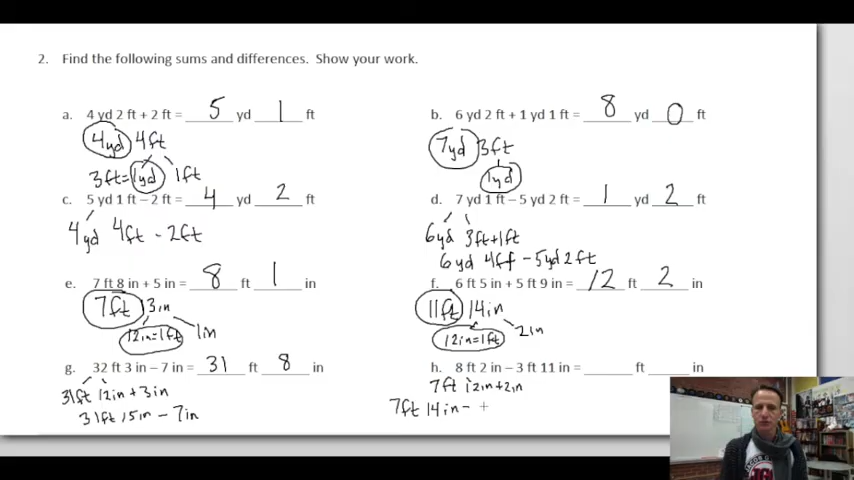 2. Find the following sums and differences. Show your work.
a. 4 yd 2 ft + 2 ft = 5 yd 1 ft
4yd 4ft
3ft = 1yd 1ft
b. 6 yd 2 ft + 1 yd 1 ft = 8 yd 0 ft
7yd 3ft
1yd
c. 5 yd 1 ft – 2 ft = 4 yd 2 ft
4yd 4ft - 2ft
d. 7 yd 1 ft – 5 yd 2 ft = 1 yd 2 ft
6yd 3ft+1ft
6yd 4ft - 5yd 2ft
e. 7 ft 8 in + 5 in = 8 ft 1 in
7ft 13in
12in=1ft 1in
f. 6 ft 5 in + 5 ft 9 in = 12 ft 2 in
11ft 14in
12in=1ft 2in
g. 32 ft 3 in – 7 in = 31 ft 8 in
31ft 12in + 3in
31ft 15in - 7in
h. 8 ft 2 in – 3 ft 11 in = ft in
7ft 12in+2in
7ft 14in -